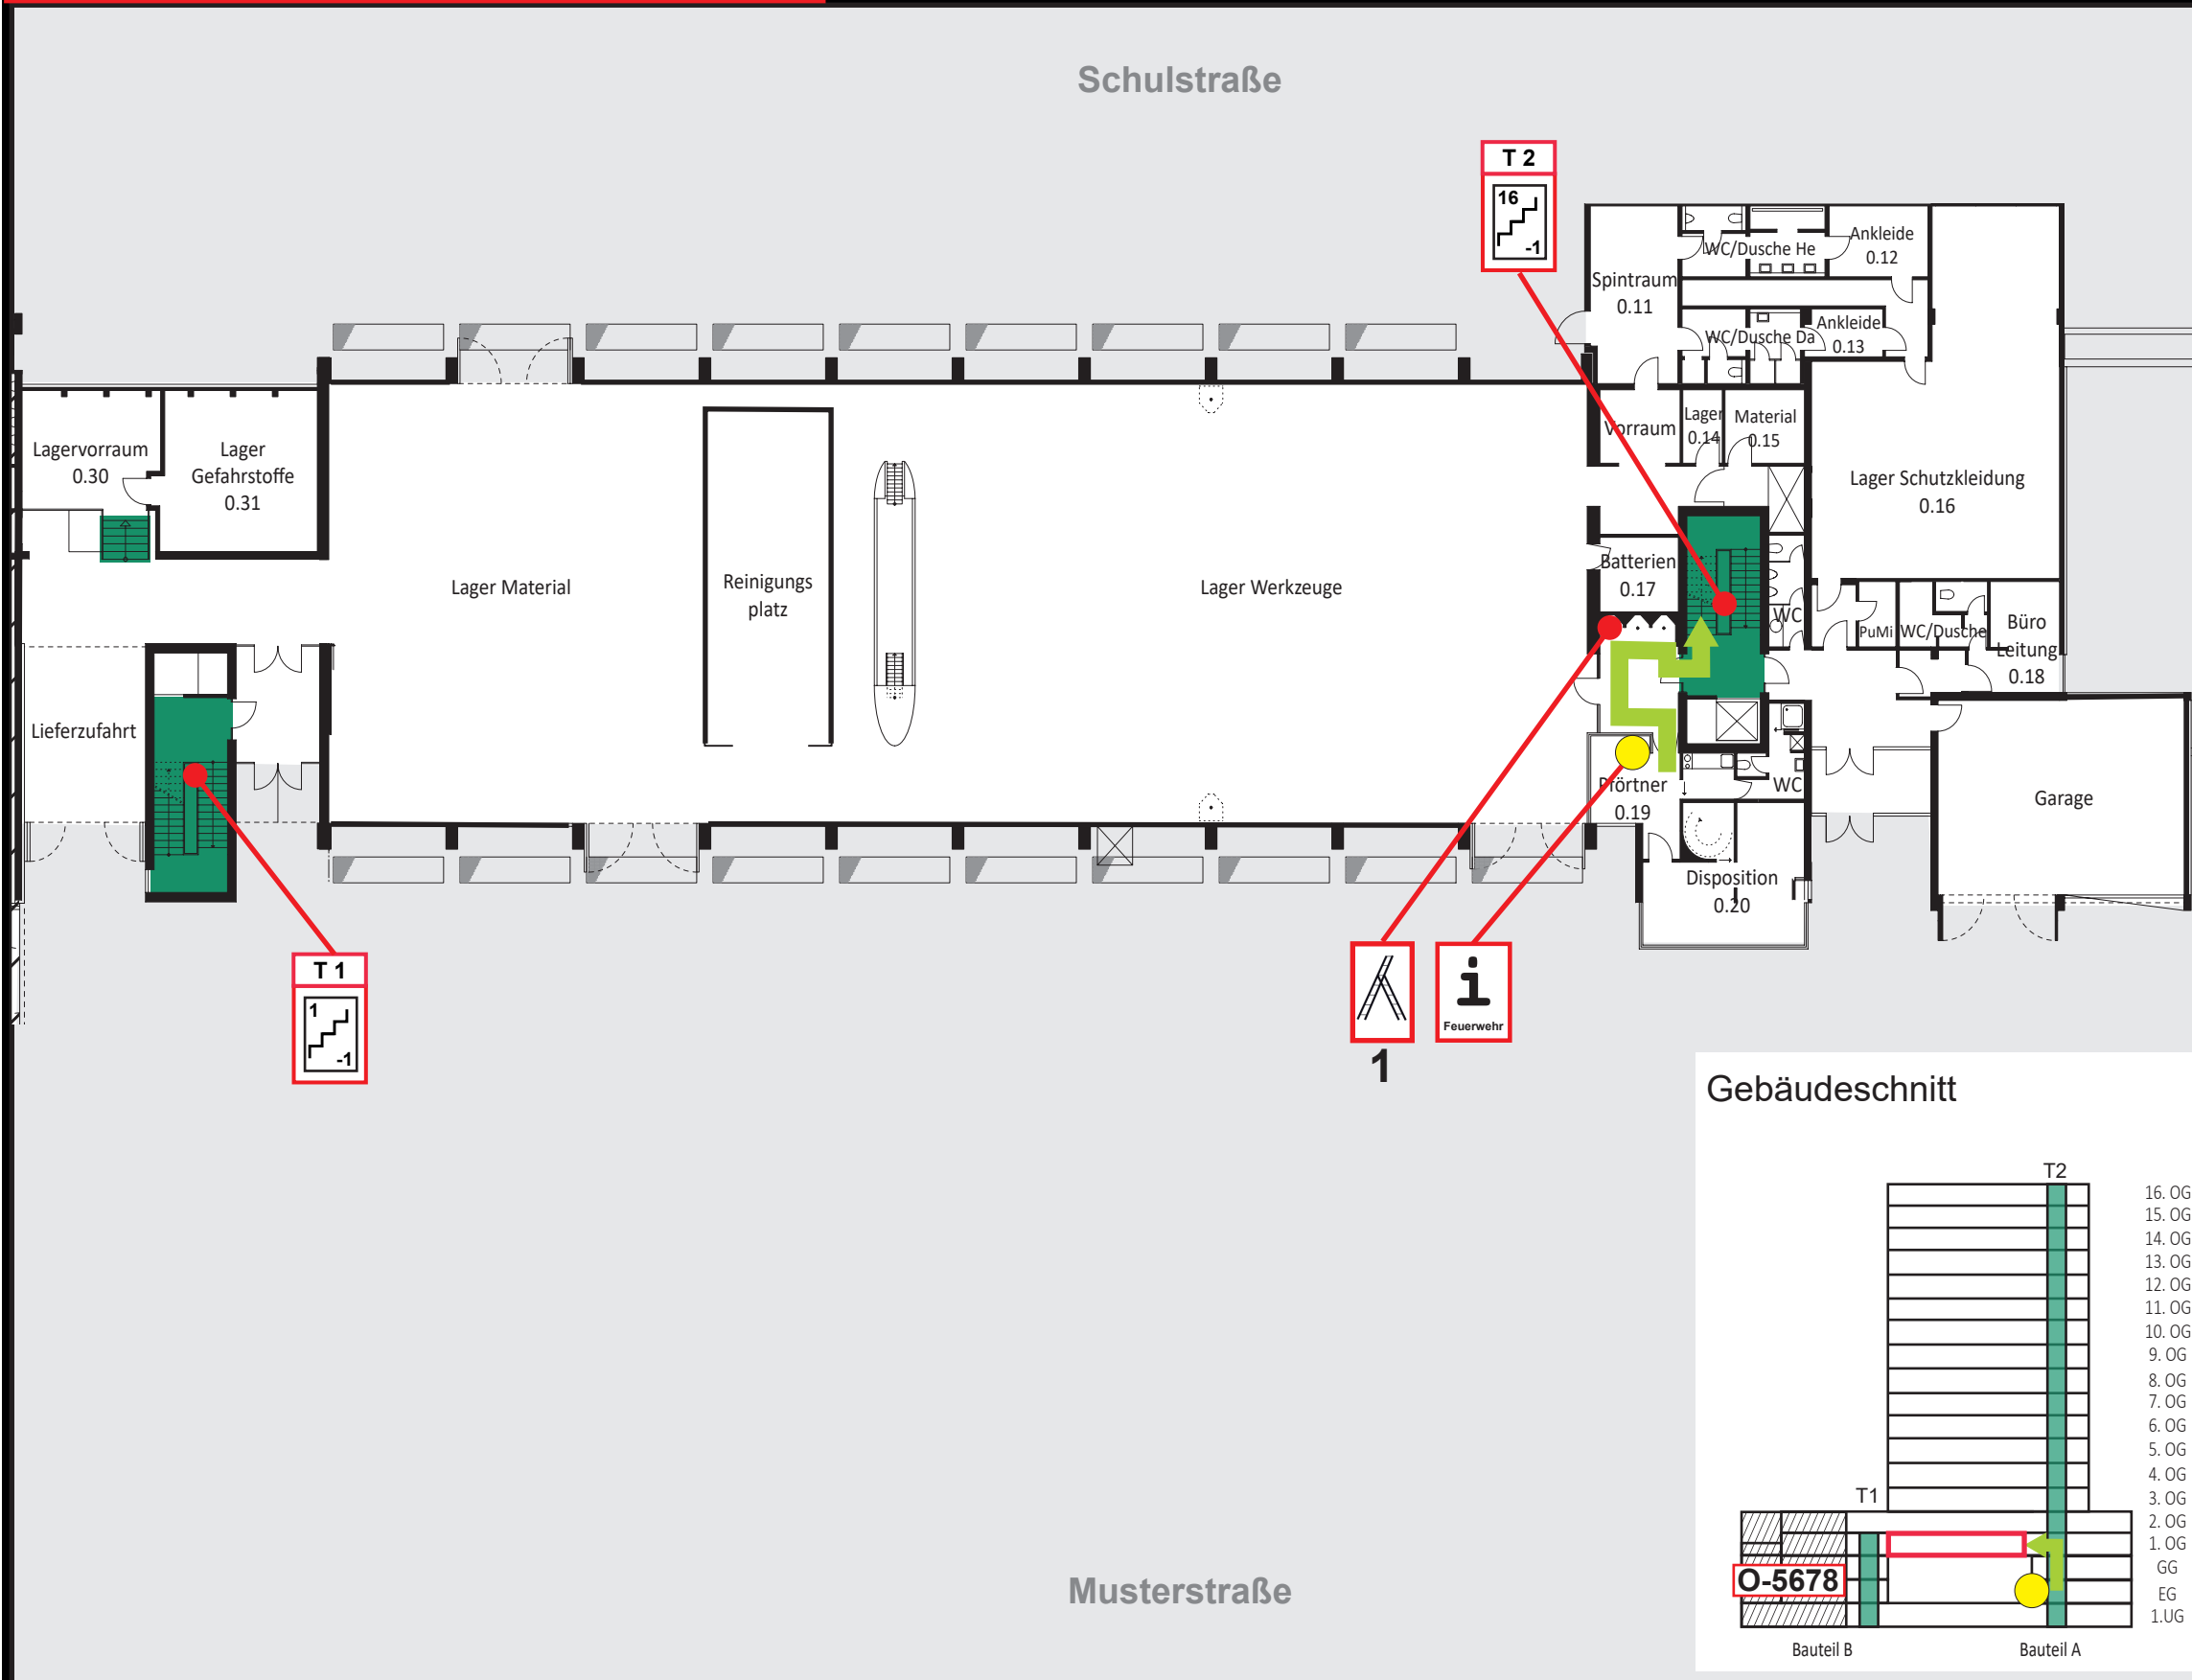 Schulstraße
T 2
16
-1
WC/Dusche He
Ankleide
0.12
Spintraum
0.11
WC/Dusche Da
Ankleide
0.13
Vorraum
Lager
0.14
Material
0.15
Lagervorraum
0.30
Lager
Gefahrstoffe
0.31
Lager Schutzkleidung
0.16
Lager Material
Reinigungs
platz
Lager Werkzeuge
Batterien
0.17
WC
PuMi
WC/Dusche
Büro
Leitung
0.18
Lieferzufahrt
Pförtner
0.19
WC
Garage
Disposition
0.20
T 1
1
-1
i
Feuerwehr
1
Gebäudeschnitt
T2
16. OG
15. OG
14. OG
13. OG
12. OG
11. OG
10. OG
9. OG
8. OG
7. OG
6. OG
5. OG
4. OG
3. OG
T1
2. OG
1. OG
GG
O-5678
EG
1.UG
Bauteil B
Bauteil A
Musterstraße